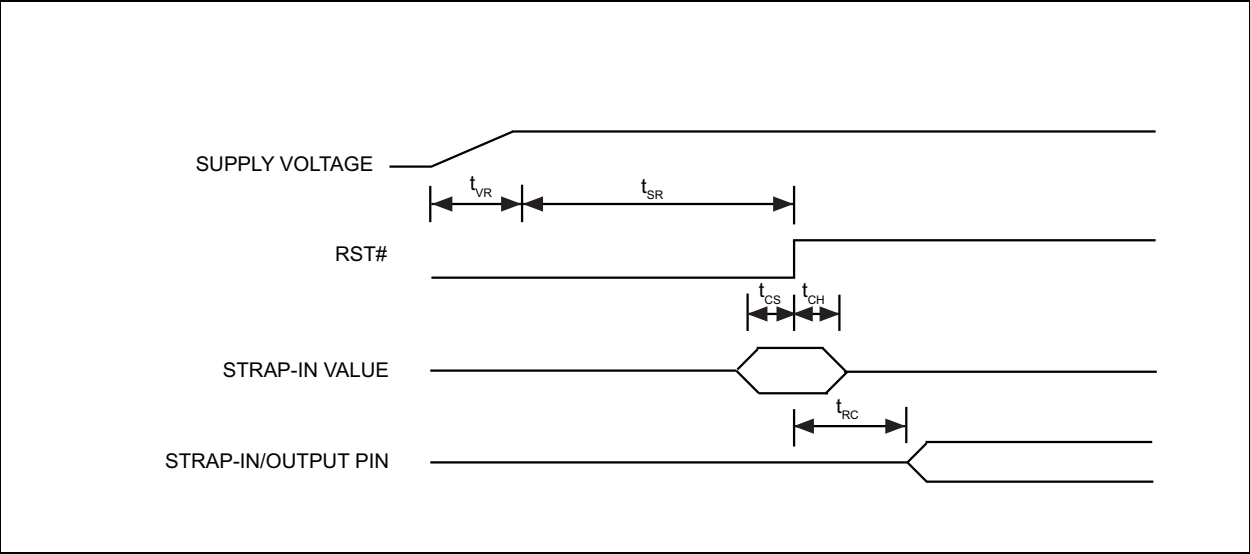 SUPPLY VOLTAGE
tVR
tSR
RST#
tCS
tCH
STRAP-IN VALUE
tRC
STRAP-IN/OUTPUT PIN